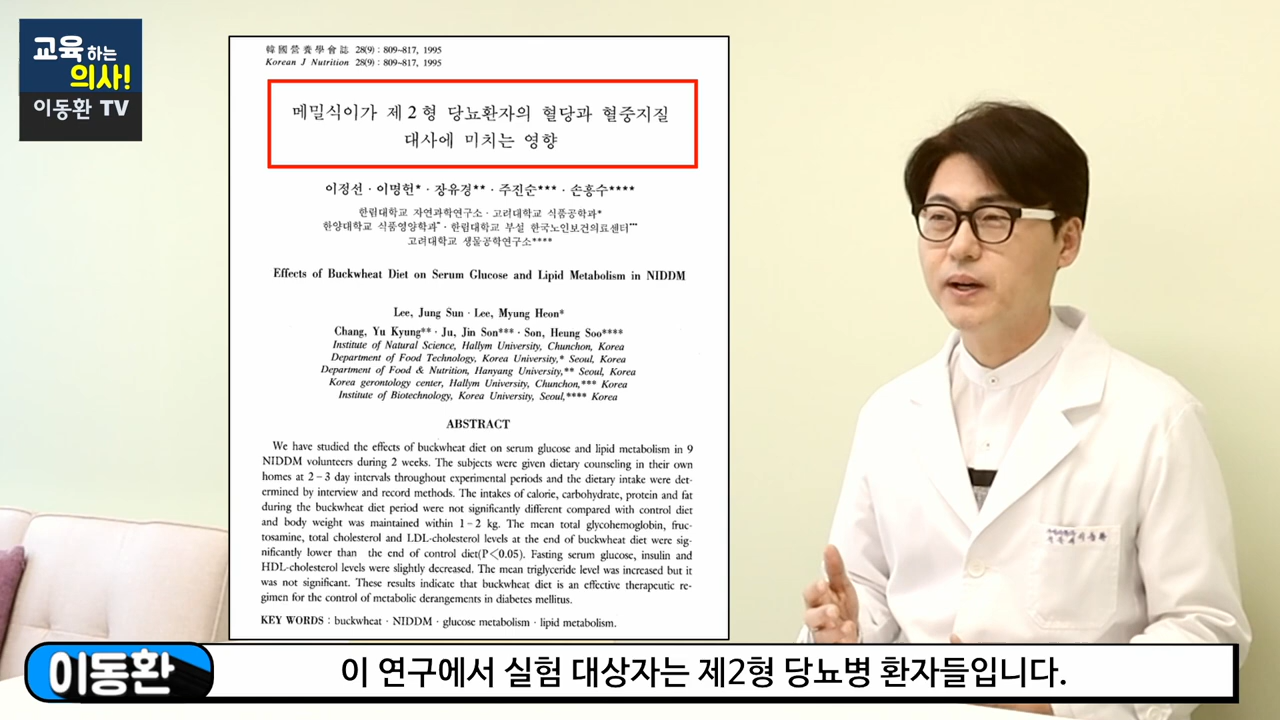 교육하는
의사!
이동환 TV
韓國營養學會誌 28(9) : 809~817, 1995
Korean J Nutrition 28(9) : 809~817, 1995
메밀식이가 제 2 형 당뇨환자의 혈당과 혈중지질
대사에 미치는 영향
이정선 · 이명헌* · 장유경** · 주진순*** · 손흥수****
한림대학교 자연과학연구소 · 고려대학교 식품공학과*
한양대학교 식품영양학과** · 한림대학교 부설 한국노인보건의료센터***
고려대학교 생물공학연구소****
Effects of Buckwheat Diet on Serum Glucose and Lipid Metabolism in NIDDM
Lee, Jung Sun · Lee, Myung Heon*
Chang, Yu Kyung** · Ju, Jin Son*** · Son, Heung Soo****
Institute of Natural Science, Hallym University, Chunchon, Korea
Department of Food Technology, Korea University,* Seoul, Korea
Department of Food & Nutrition, Hanyang University,** Seoul, Korea
Korea gerontology center, Hallym University, Chunchon,*** Korea
Institute of Biotechnology, Korea University, Seoul,**** Korea
ABSTRACT
We have studied the effects of buckwheat diet on serum glucose and lipid metabolism in 9
NIDDM volunteers during 2 weeks. The subjects were given dietary counseling in their own
homes at 2－3 day intervals throughout experimental periods and the dietary intake were det-
ermined by interview and record methods. The intakes of calorie, carbohydrate, protein and fat
during the buckwheat diet period were not significantly different compared with control diet
and body weight was maintained within 1－2 kg. The mean total glycohemoglobin, fruc-
tosamine, total cholesterol and LDL-cholesterol levels at the end of buckwheat diet were sig-
nificantly lower than the end of control diet(P<0.05). Fasting serum glucose, insulin and
HDL-cholesterol levels were slightly decreased. The mean triglyceride level was increased but it
was not significant. These results indicate that buckwheat diet is an effective therapeutic re-
gimen for the control of metabolic derangements in diabetes mellitus.
KEY WORDS : buckwheat · NIDDM · glucose metabolism · lipid metabolism.
이동환
이 연구에서 실험 대상자는 제2형 당뇨병 환자들입니다.